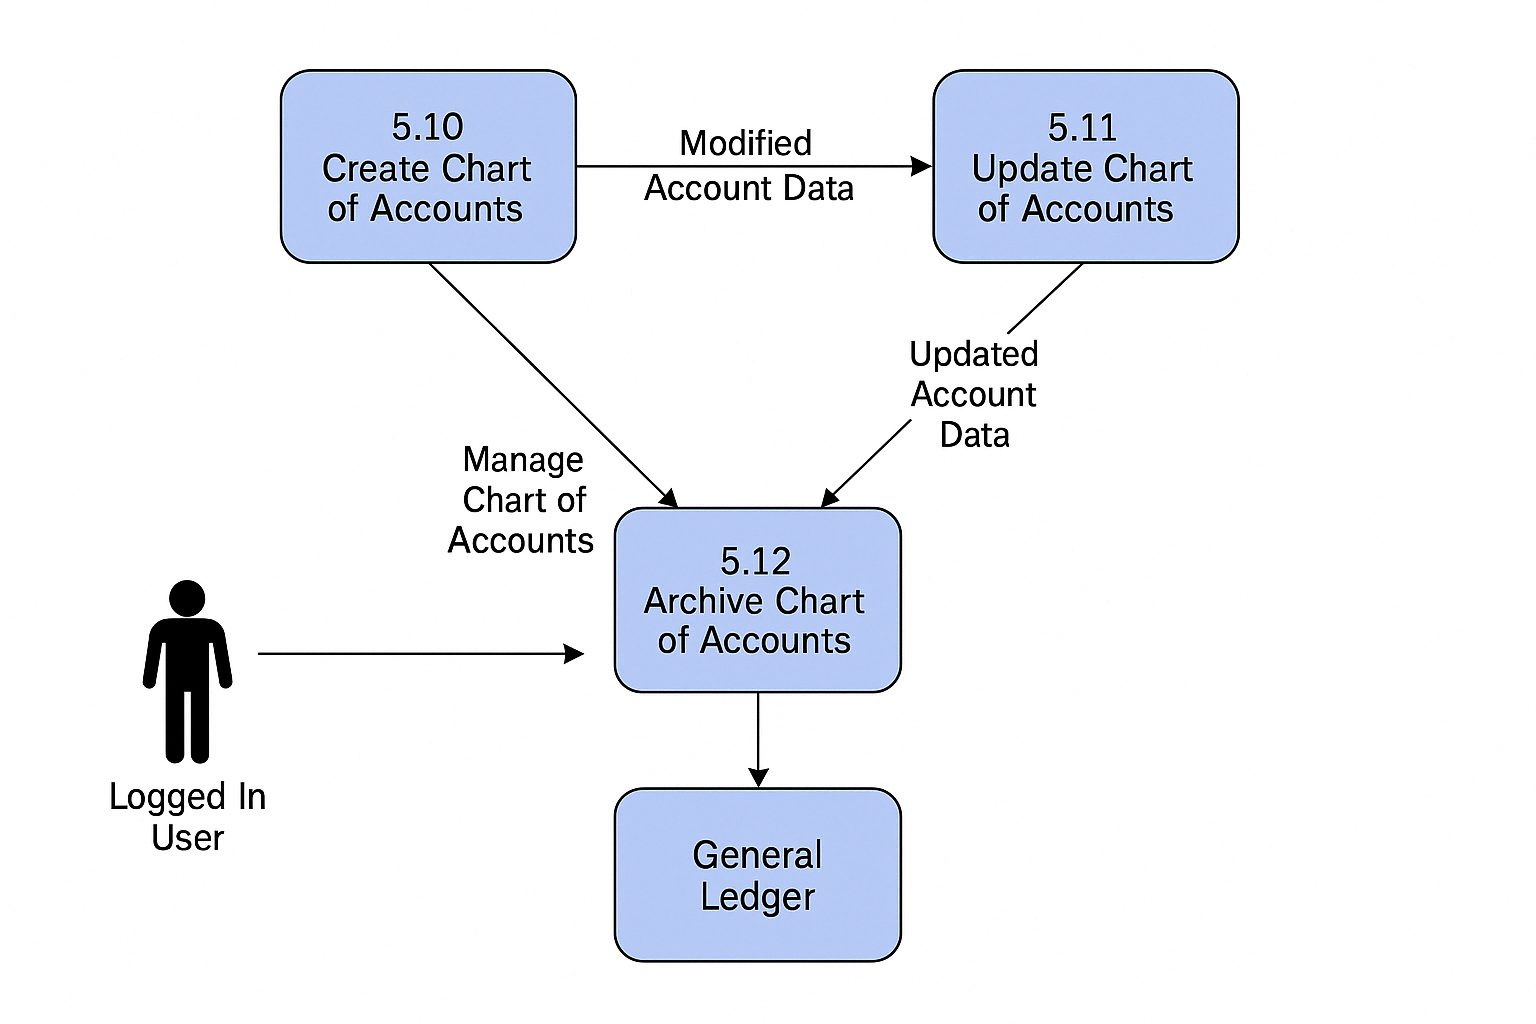 5.10
Create Chart
of Accounts
Modified
Account Data
5.11
Update Chart
of Accounts
Updated
Account
Data
Manage
Chart of
Accounts
5.12
Archive Chart
of Accounts
Logged In
User
General
Ledger